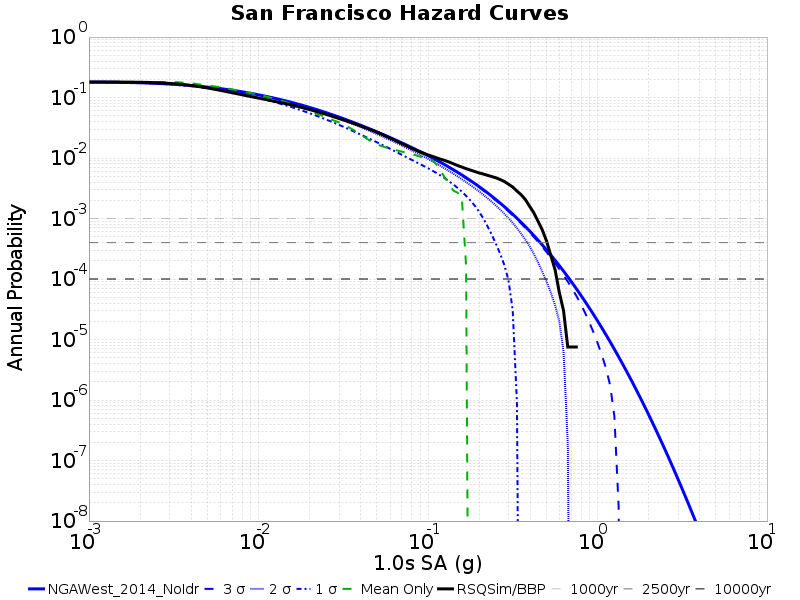 San Francisco Hazard Curves
10^0
10^-1
10^-2
10^-3
10^-4
10^-5
10^-6
10^-7
10^-8
Annual Probability
10^-3 10^-2 10^-1 10^0 10^1
1.0s SA (g)
NGAWest_2014_NoIdr 3 σ 2 σ 1 σ Mean Only RSQSim/BBP 1000yr 2500yr 10000yr